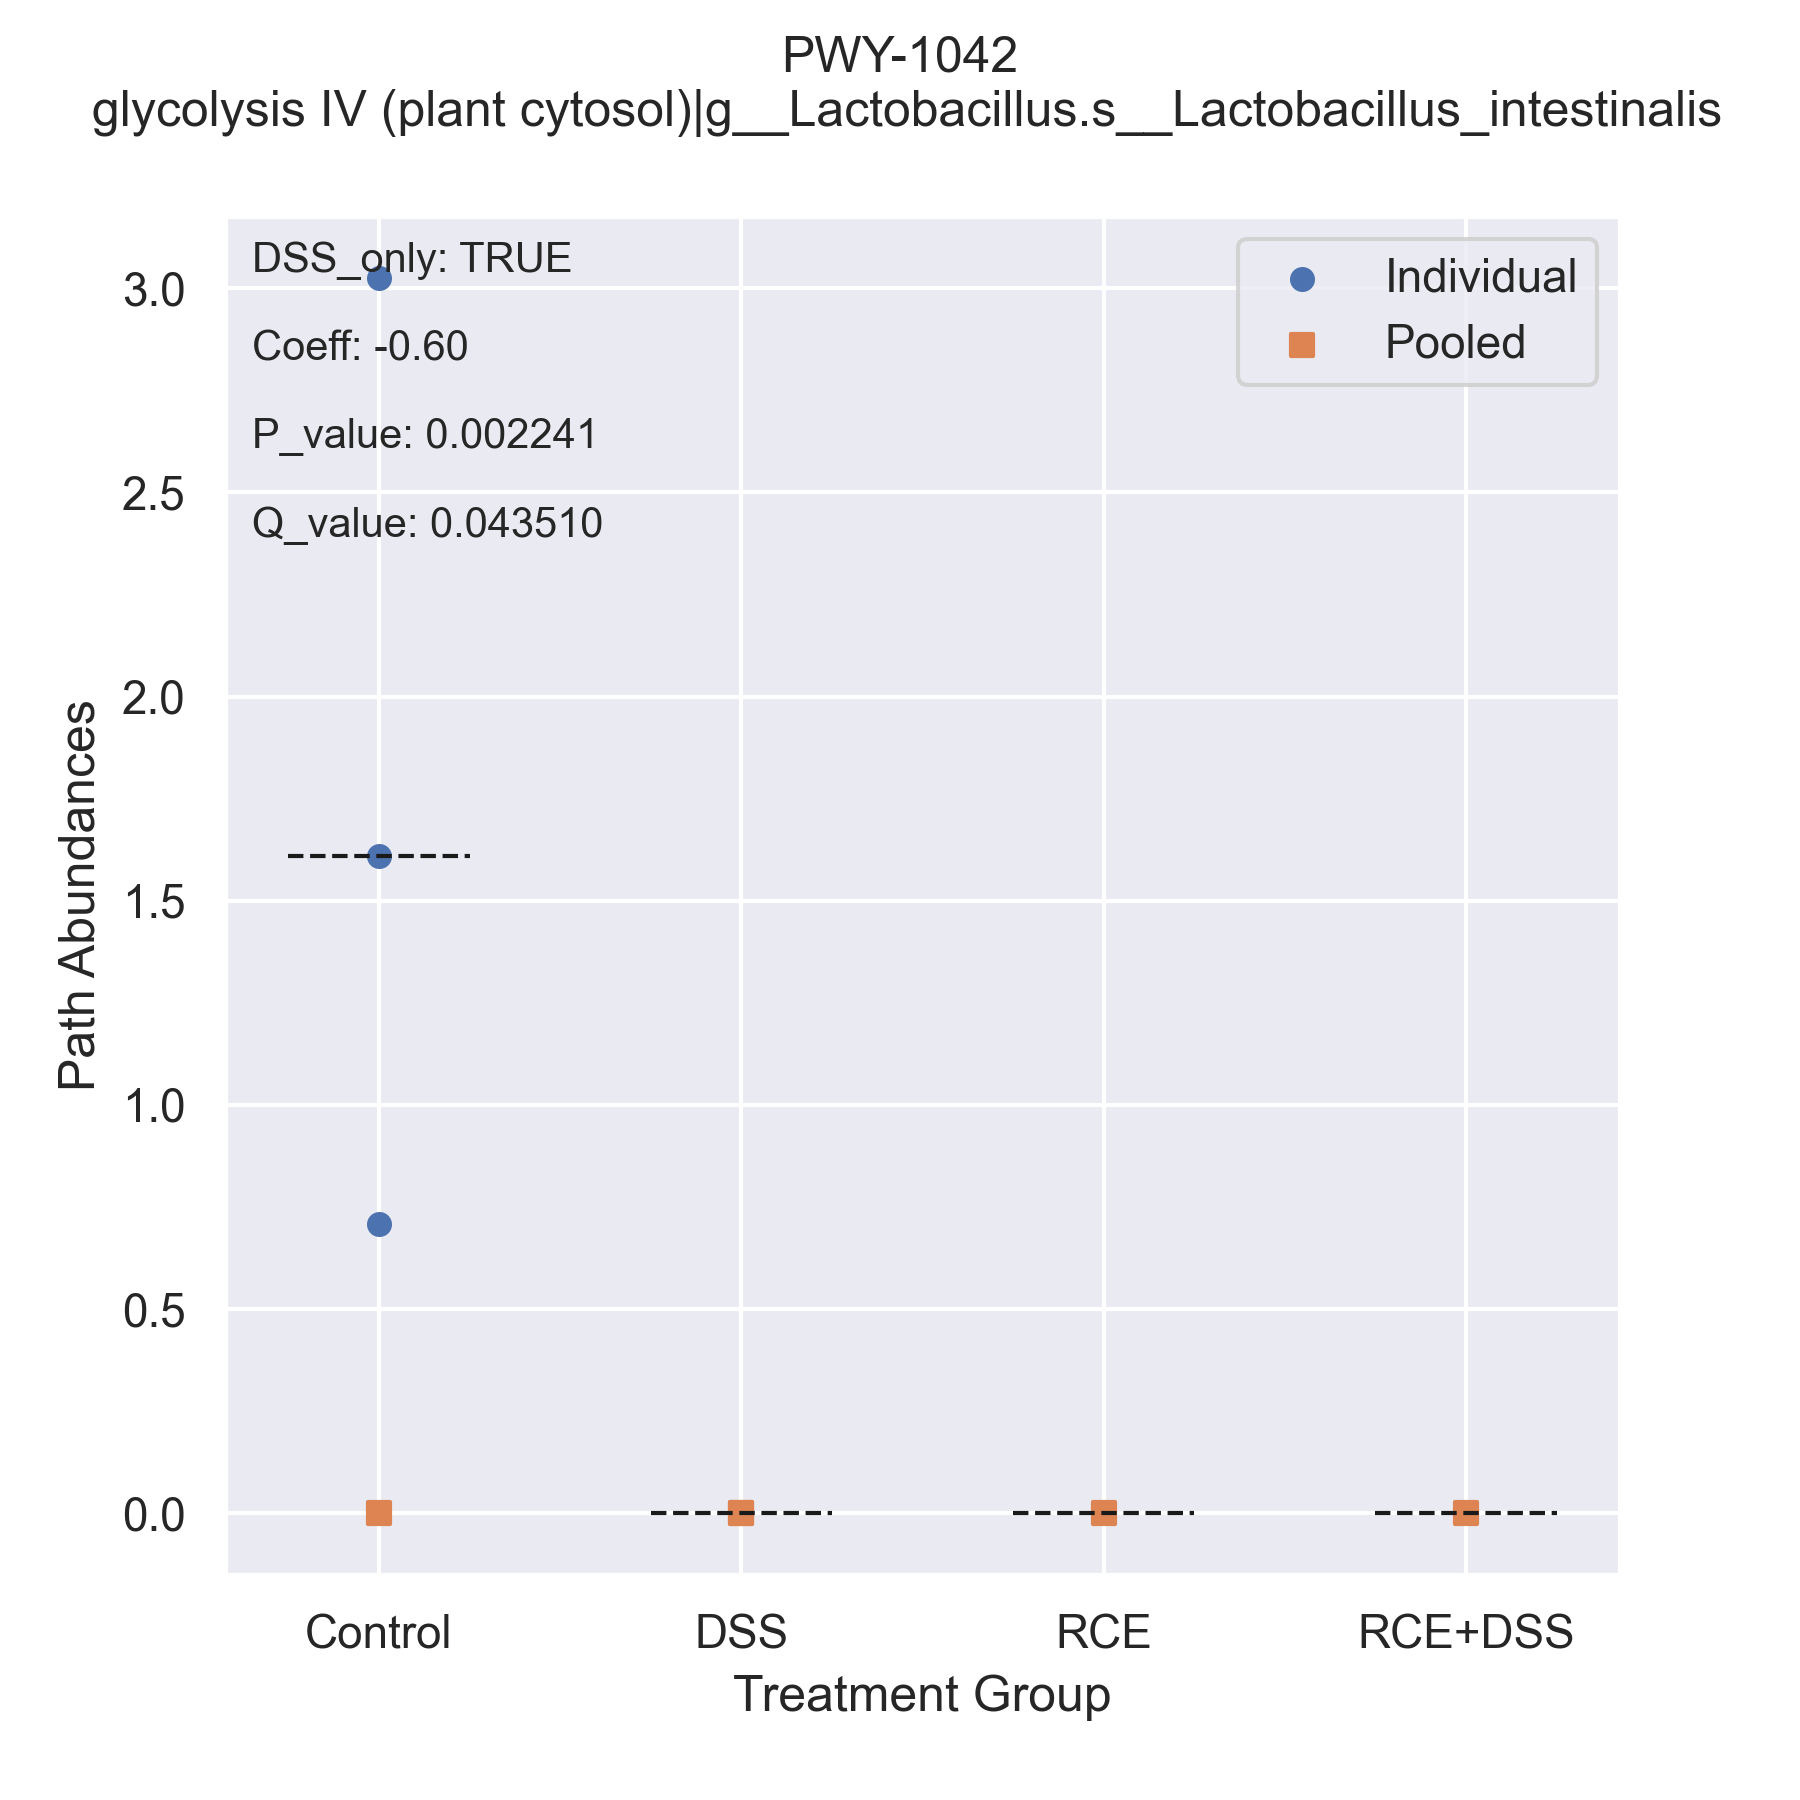 PWY-1042
glycolysis IV (plant cytosol)|g__Lactobacillus.s__Lactobacillus_intestinalis
DSS_only: TRUE
Coeff: -0.60
P_value: 0.002241
Q_value: 0.043510
Individual
Pooled
3.0
2.5
2.0
1.5
1.0
0.5
0.0
Path Abundances
Control
DSS
RCE
RCE+DSS
Treatment Group